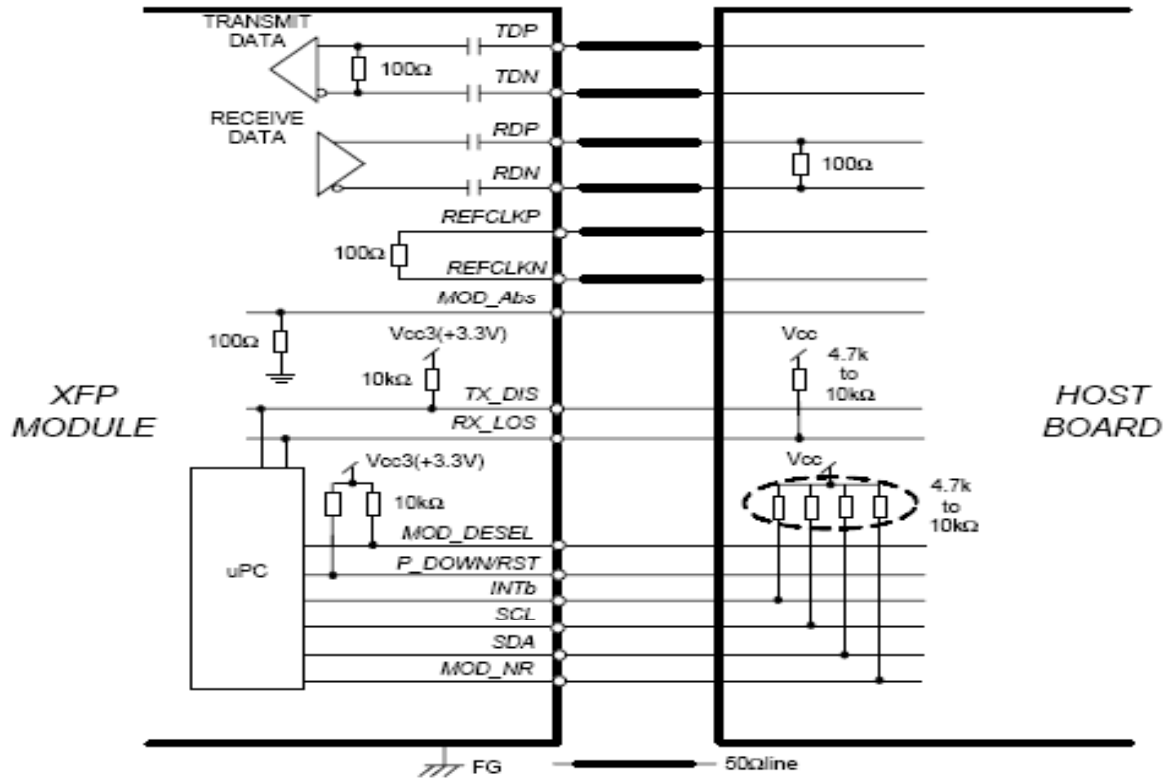 TRANSMIT
DATA
TDP
100Ω
TDN
RECEIVE
DATA
RDP
100Ω
RDN
REFCLKP
100Ω
REFCLKN
MOD_Abs
100Ω
Vcc3(+3.3V)
Vcc
10kΩ
4.7k
to
10kΩ
TX_DIS
RX_LOS
XFP
MODULE
HOST
BOARD
Vcc3(+3.3V)
Vcc
10kΩ
4.7k
to
10kΩ
MOD_DESEL
uPC
P_DOWN/RST
INTb
SCL
SDA
MOD_NR
FG
50Ωline